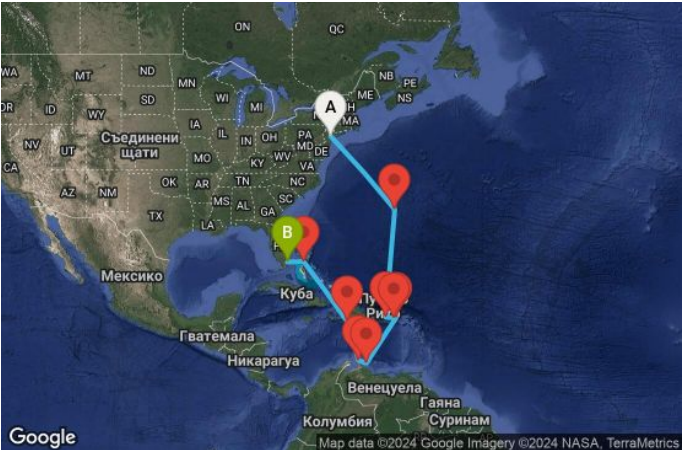 ON
QC
WA
MT
ND
MN
NB
PE
OR
ID
SD
WI
MI
ME
NS
WY
A
MA
IA
NV
UT
Съединени
щати
IL
IN
OH
PA
MD
DE
CA
MO
KY
WV
VA
AZ
NM
OK
AR
TN
NC
MS
AL
SC
GA
TX
LA
B
Мексико
Куба
Гватемала
Никарагуа
Венецуела
Гаяна
Колумбия
Суринам
Google
Map data ©2024 Google Imagery ©2024 NASA, TerraMetrics